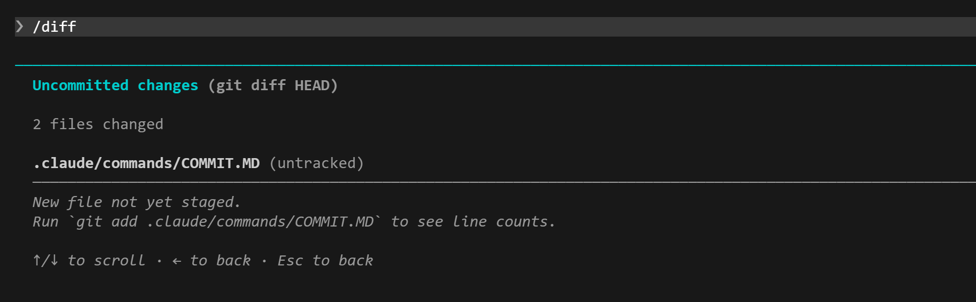 ❯ /diff
Uncommitted changes (git diff HEAD)
2 files changed
.claude/commands/COMMIT.MD (untracked)
New file not yet staged.
Run `git add .claude/commands/COMMIT.MD` to see line counts.
↑/↓ to scroll · ← to back · Esc to back